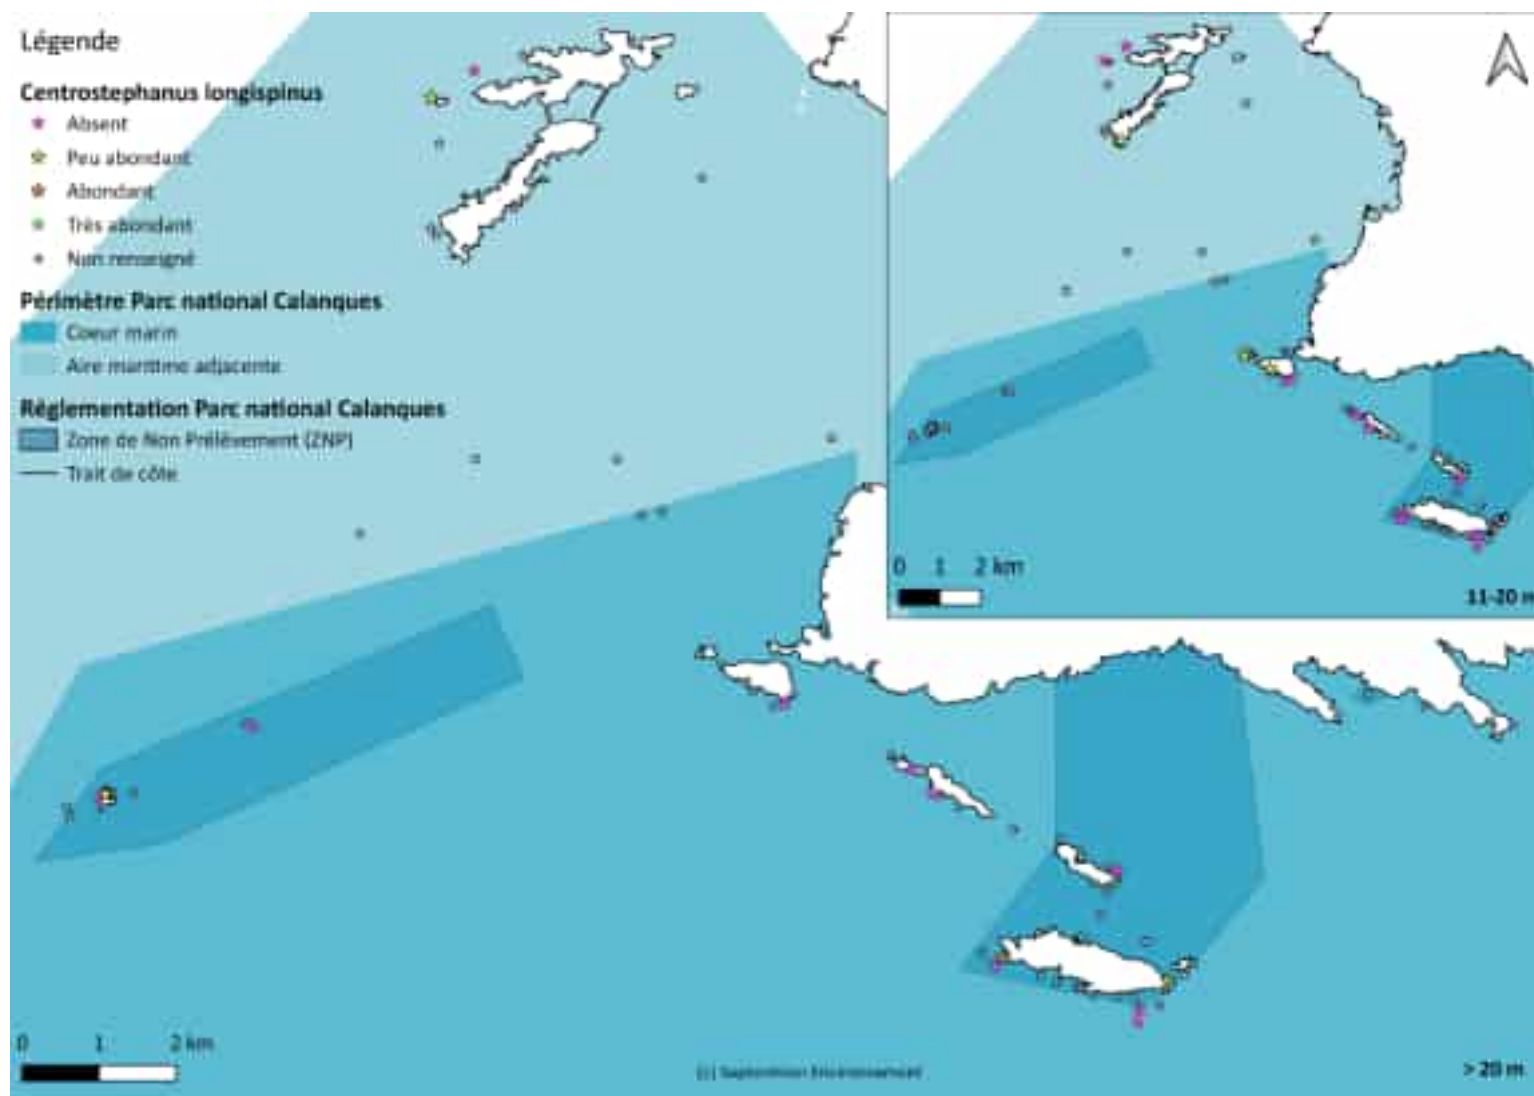 Légende
Centrostephanus longispinus
Absent
Peu abondant
Abondant
Très abondant
Non renseigné
Périmètre Parc national Calanques
Coeur marin
Aire maritime adjacente
Réglementation Parc national Calanques
Zone de Non Prélèvement (ZNP)
Trait de côte
0 1 2 km
11-20 m
0 1 2 km
(c) Septentrion Environnement
> 20 m